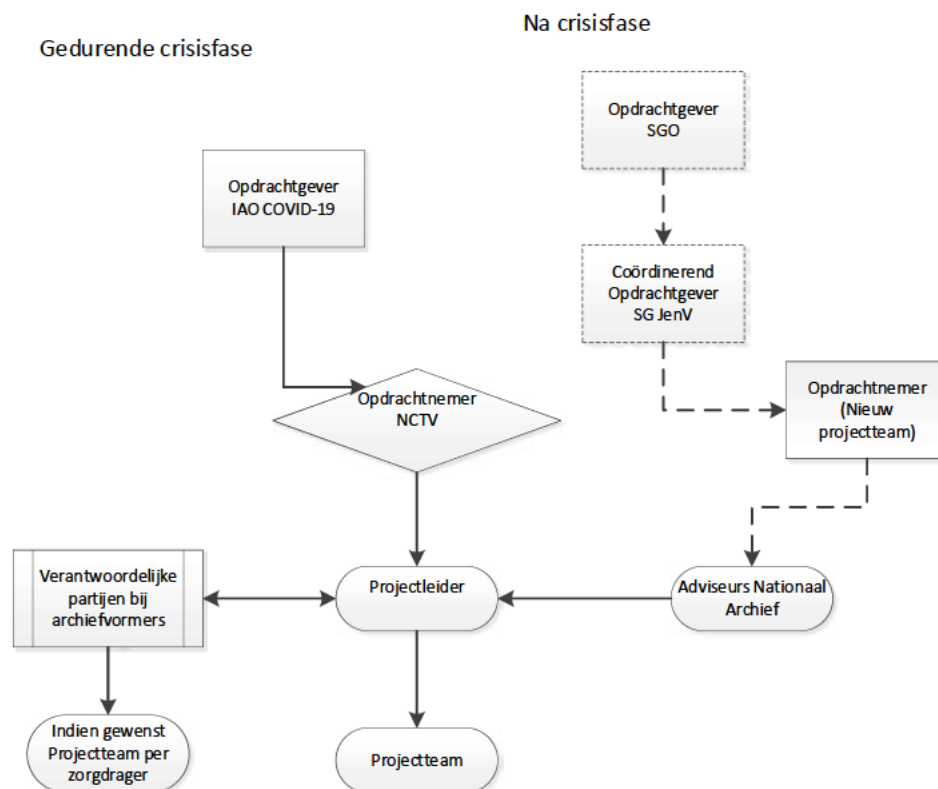 Gedurende crisisfase
Na crisisfase
Opdrachtgever
SGO
Opdrachtgever
IAO COVID-19
Coördinerend
Opdrachtgever
SG JenV
Opdrachtnemer
NCTV
Opdrachtnemer
(Nieuw
projectteam)
Verantwoordelijke
partijen bij
archiefvormers
Projectleider
Adviseurs Nationaal
Archief
Indien gewenst
Projectteam per
zorgdrager
Projectteam